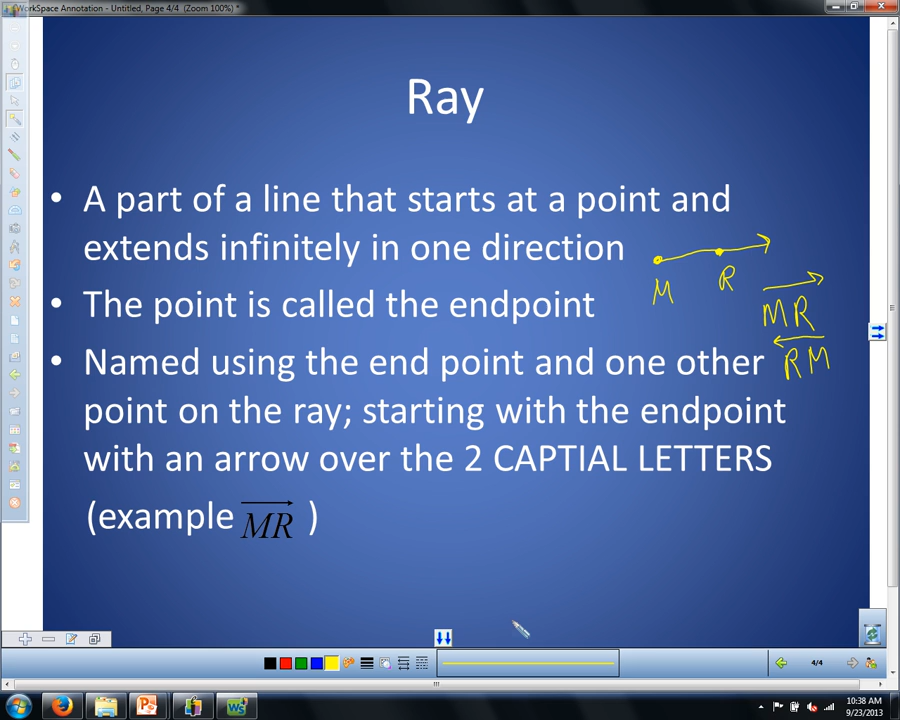 WorkSpace Annotation - Untitled, Page 4/4 (Zoom 100%) *
Ray
• A part of a line that starts at a point and
extends infinitely in one direction
• The point is called the endpoint
• Named using the end point and one other
point on the ray; starting with the endpoint
with an arrow over the 2 CAPTIAL LETTERS
(example MR )
M R
MR
RM
4/4
10:38 AM
9/23/2013